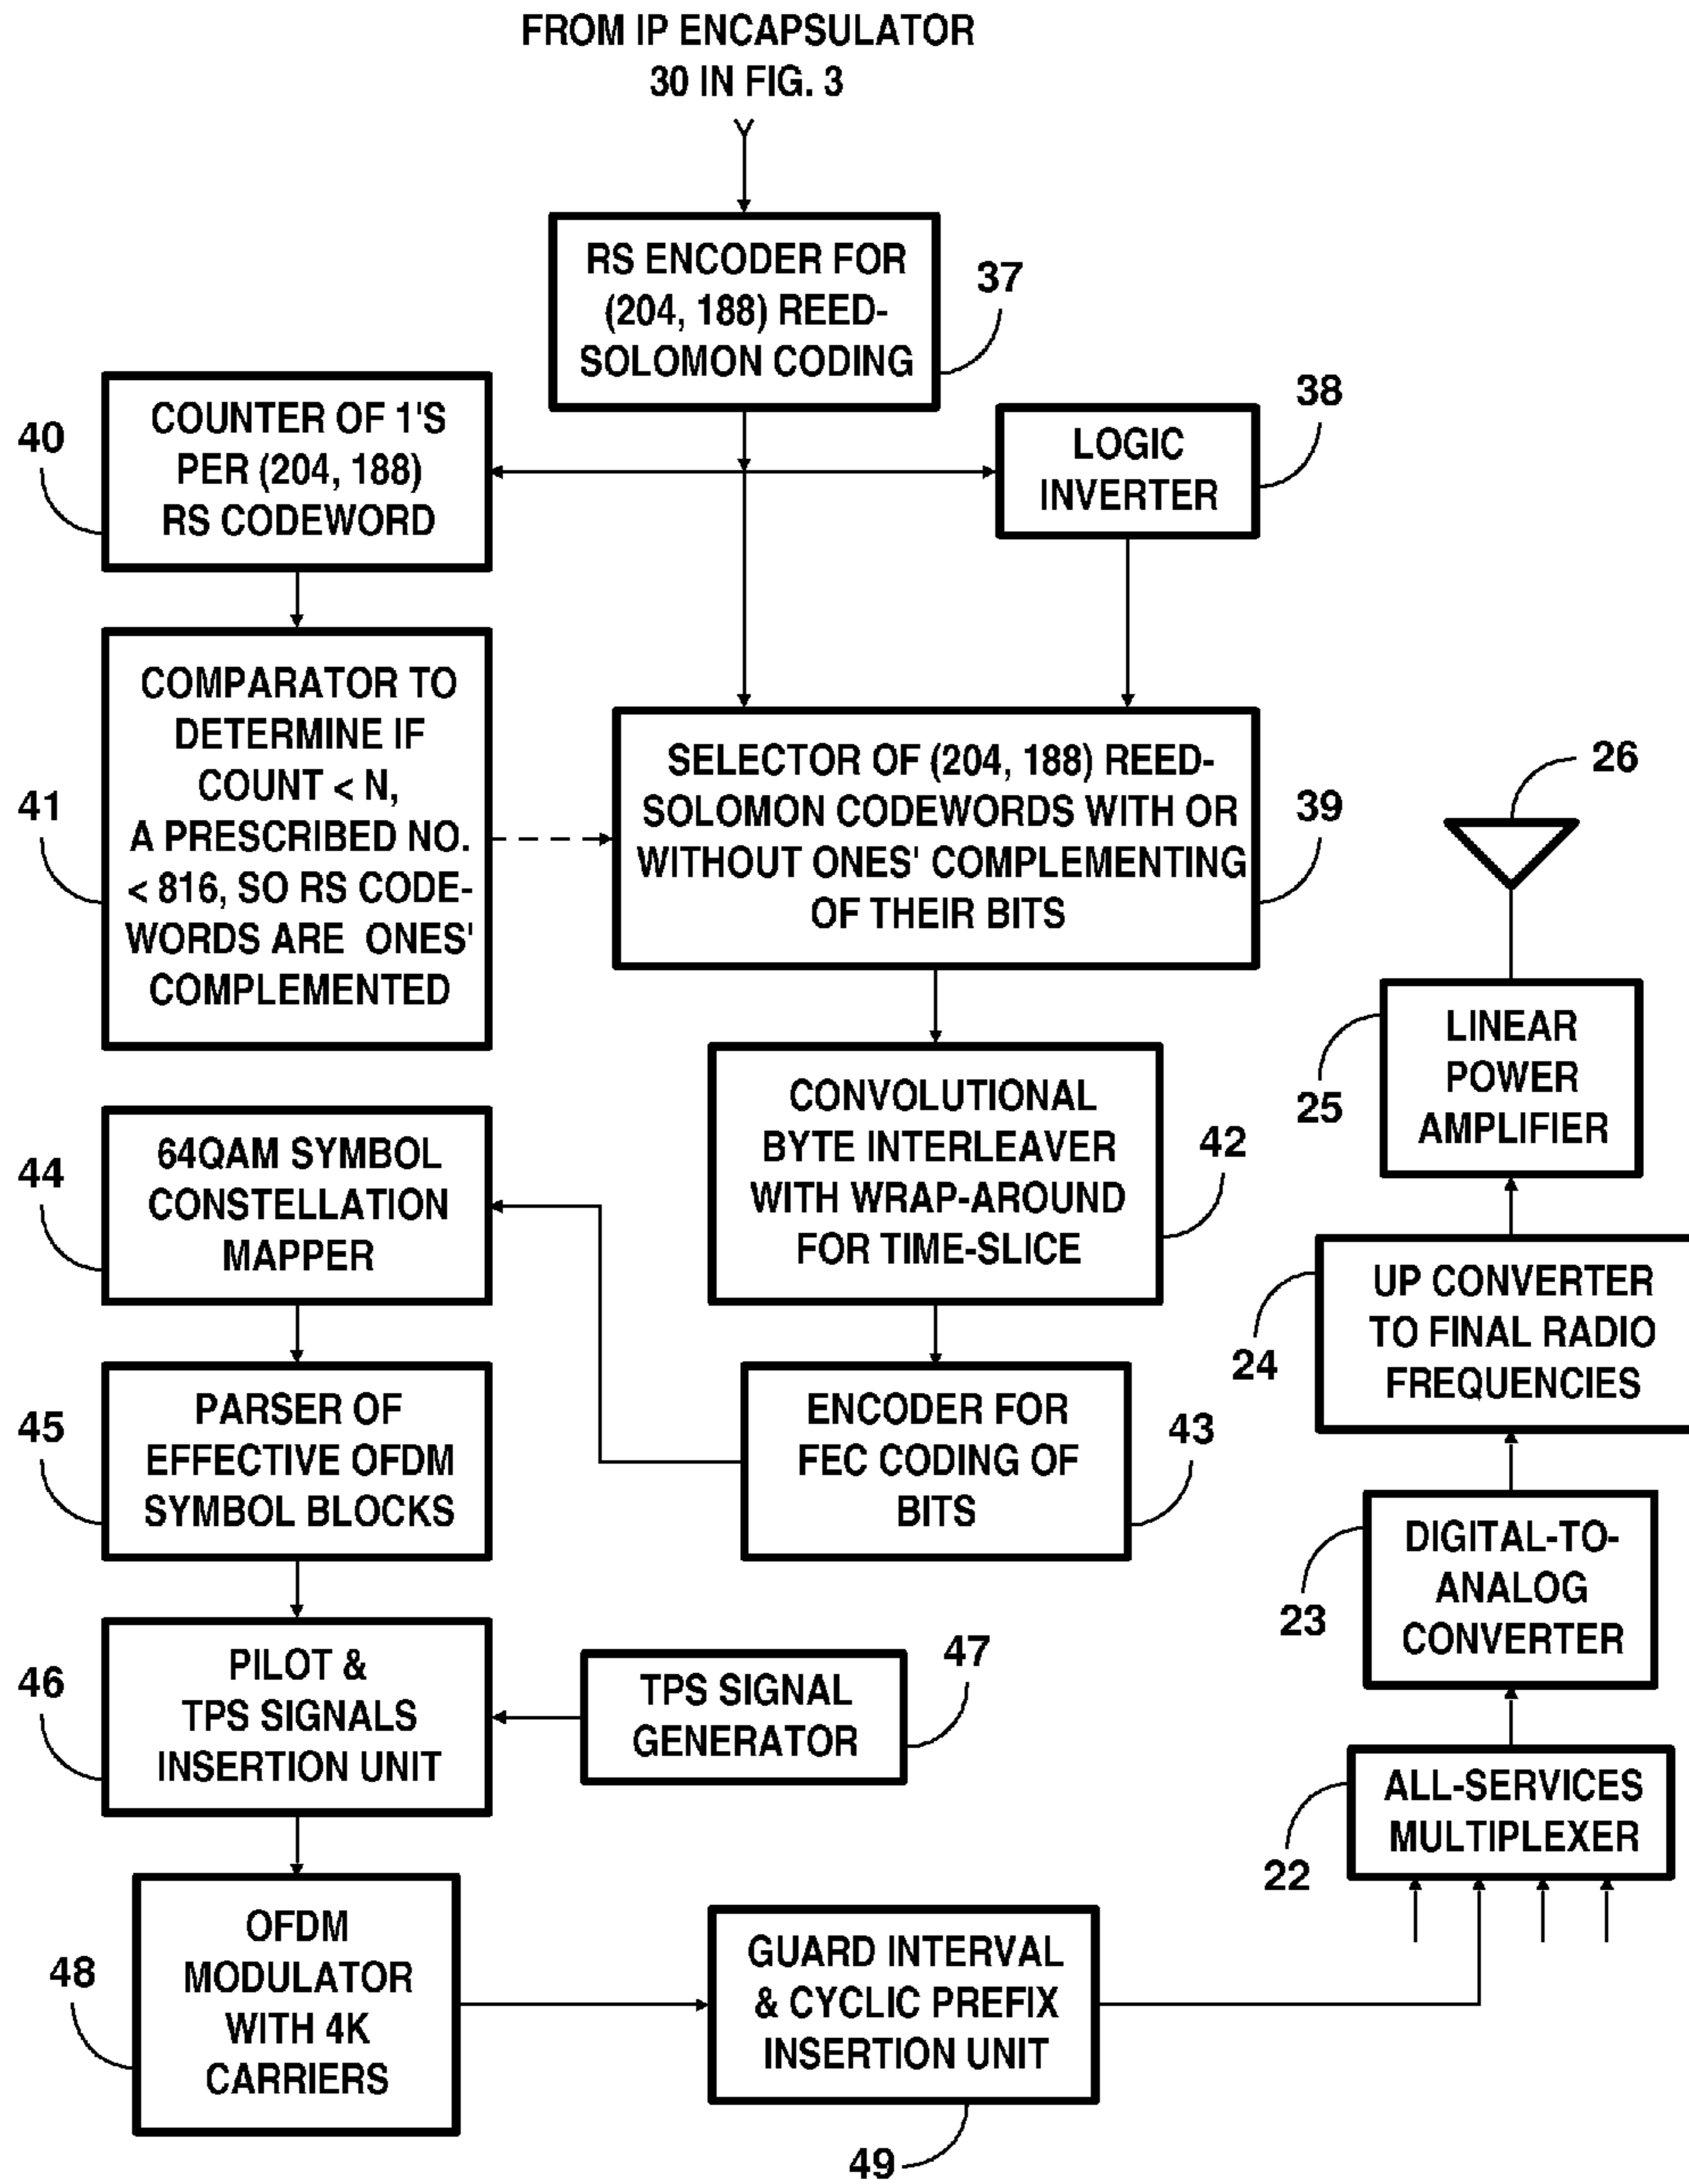 FROM IP ENCAPSULATOR
30 IN FIG. 3
RS ENCODER FOR
(204, 188) REED-
SOLOMON CODING
37
COUNTER OF 1'S
PER (204, 188)
RS CODEWORD
40
LOGIC
INVERTER
38
COMPARATOR TO
DETERMINE IF
COUNT < N,
A PRESCRIBED NO.
< 816, SO RS CODE-
WORDS ARE ONES'
COMPLEMENTED
41
SELECTOR OF (204, 188) REED-
SOLOMON CODEWORDS WITH OR
WITHOUT ONES' COMPLEMENTING
OF THEIR BITS
39
26
LINEAR
POWER
AMPLIFIER
25
CONVOLUTIONAL
BYTE INTERLEAVER
WITH WRAP-AROUND
FOR TIME-SLICE
42
64QAM SYMBOL
CONSTELLATION
MAPPER
44
UP CONVERTER
TO FINAL RADIO
FREQUENCIES
24
PARSER OF
EFFECTIVE OFDM
SYMBOL BLOCKS
45
ENCODER FOR
FEC CODING OF
BITS
43
DIGITAL-TO-
ANALOG
CONVERTER
23
PILOT &
TPS SIGNALS
INSERTION UNIT
46
TPS SIGNAL
GENERATOR
47
ALL-SERVICES
MULTIPLEXER
22
OFDM
MODULATOR
WITH 4K
CARRIERS
48
GUARD INTERVAL
& CYCLIC PREFIX
INSERTION UNIT
49